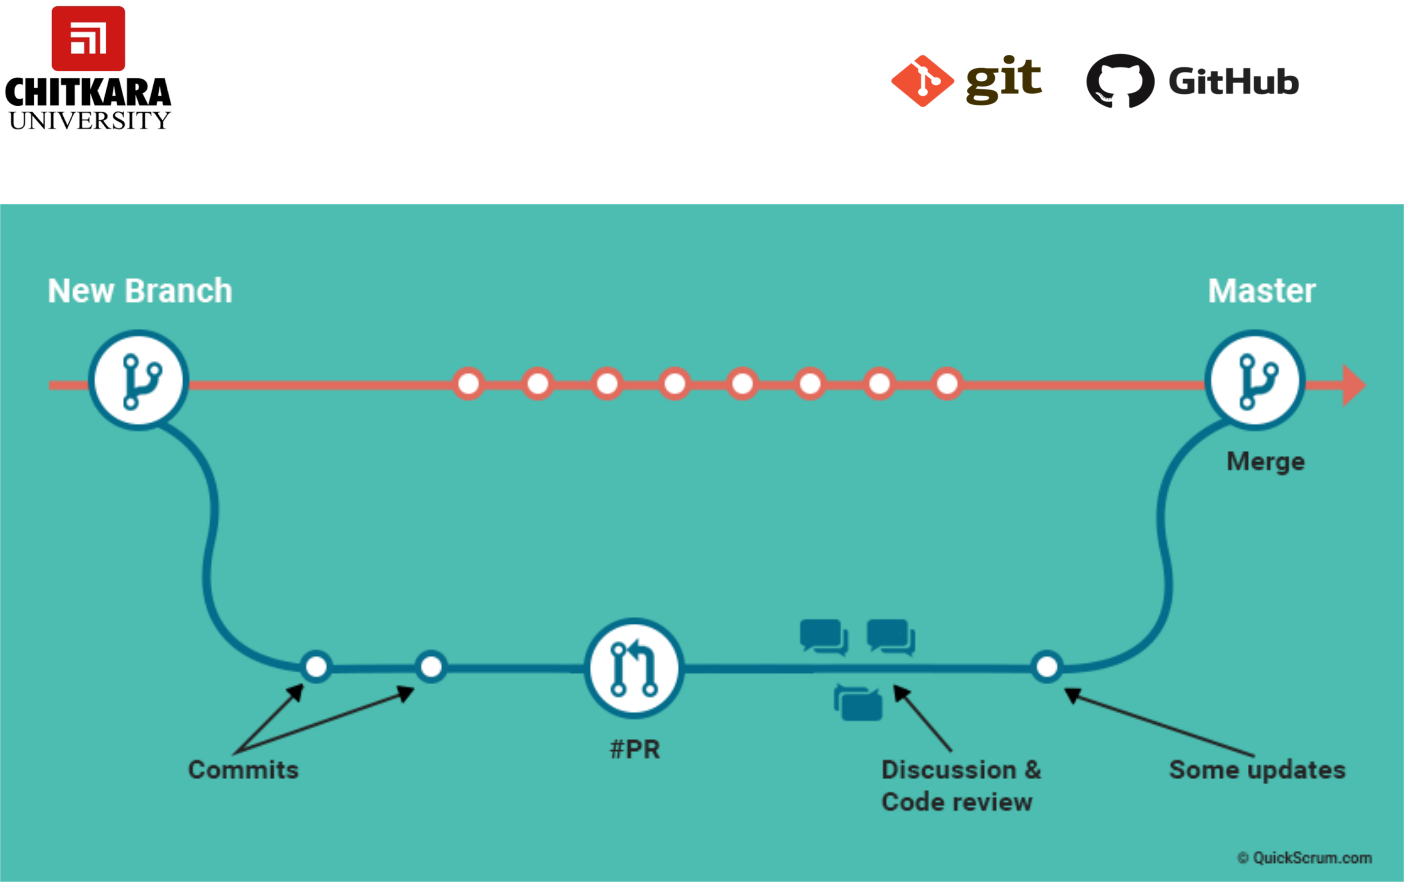 CHITKARA
UNIVERSITY
git
GitHub
New Branch
Master
Merge
#PR
Commits
Discussion &
Code review
Some updates
© QuickScrum.com